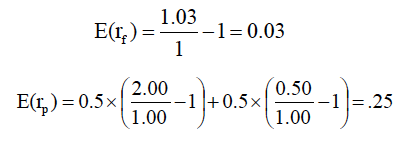 E(r_f) = 1.03/1 − 1 = 0.03
E(r_p) = 0.5 × (2.00/1.00 − 1) + 0.5 × (0.50/1.00 − 1) = .25